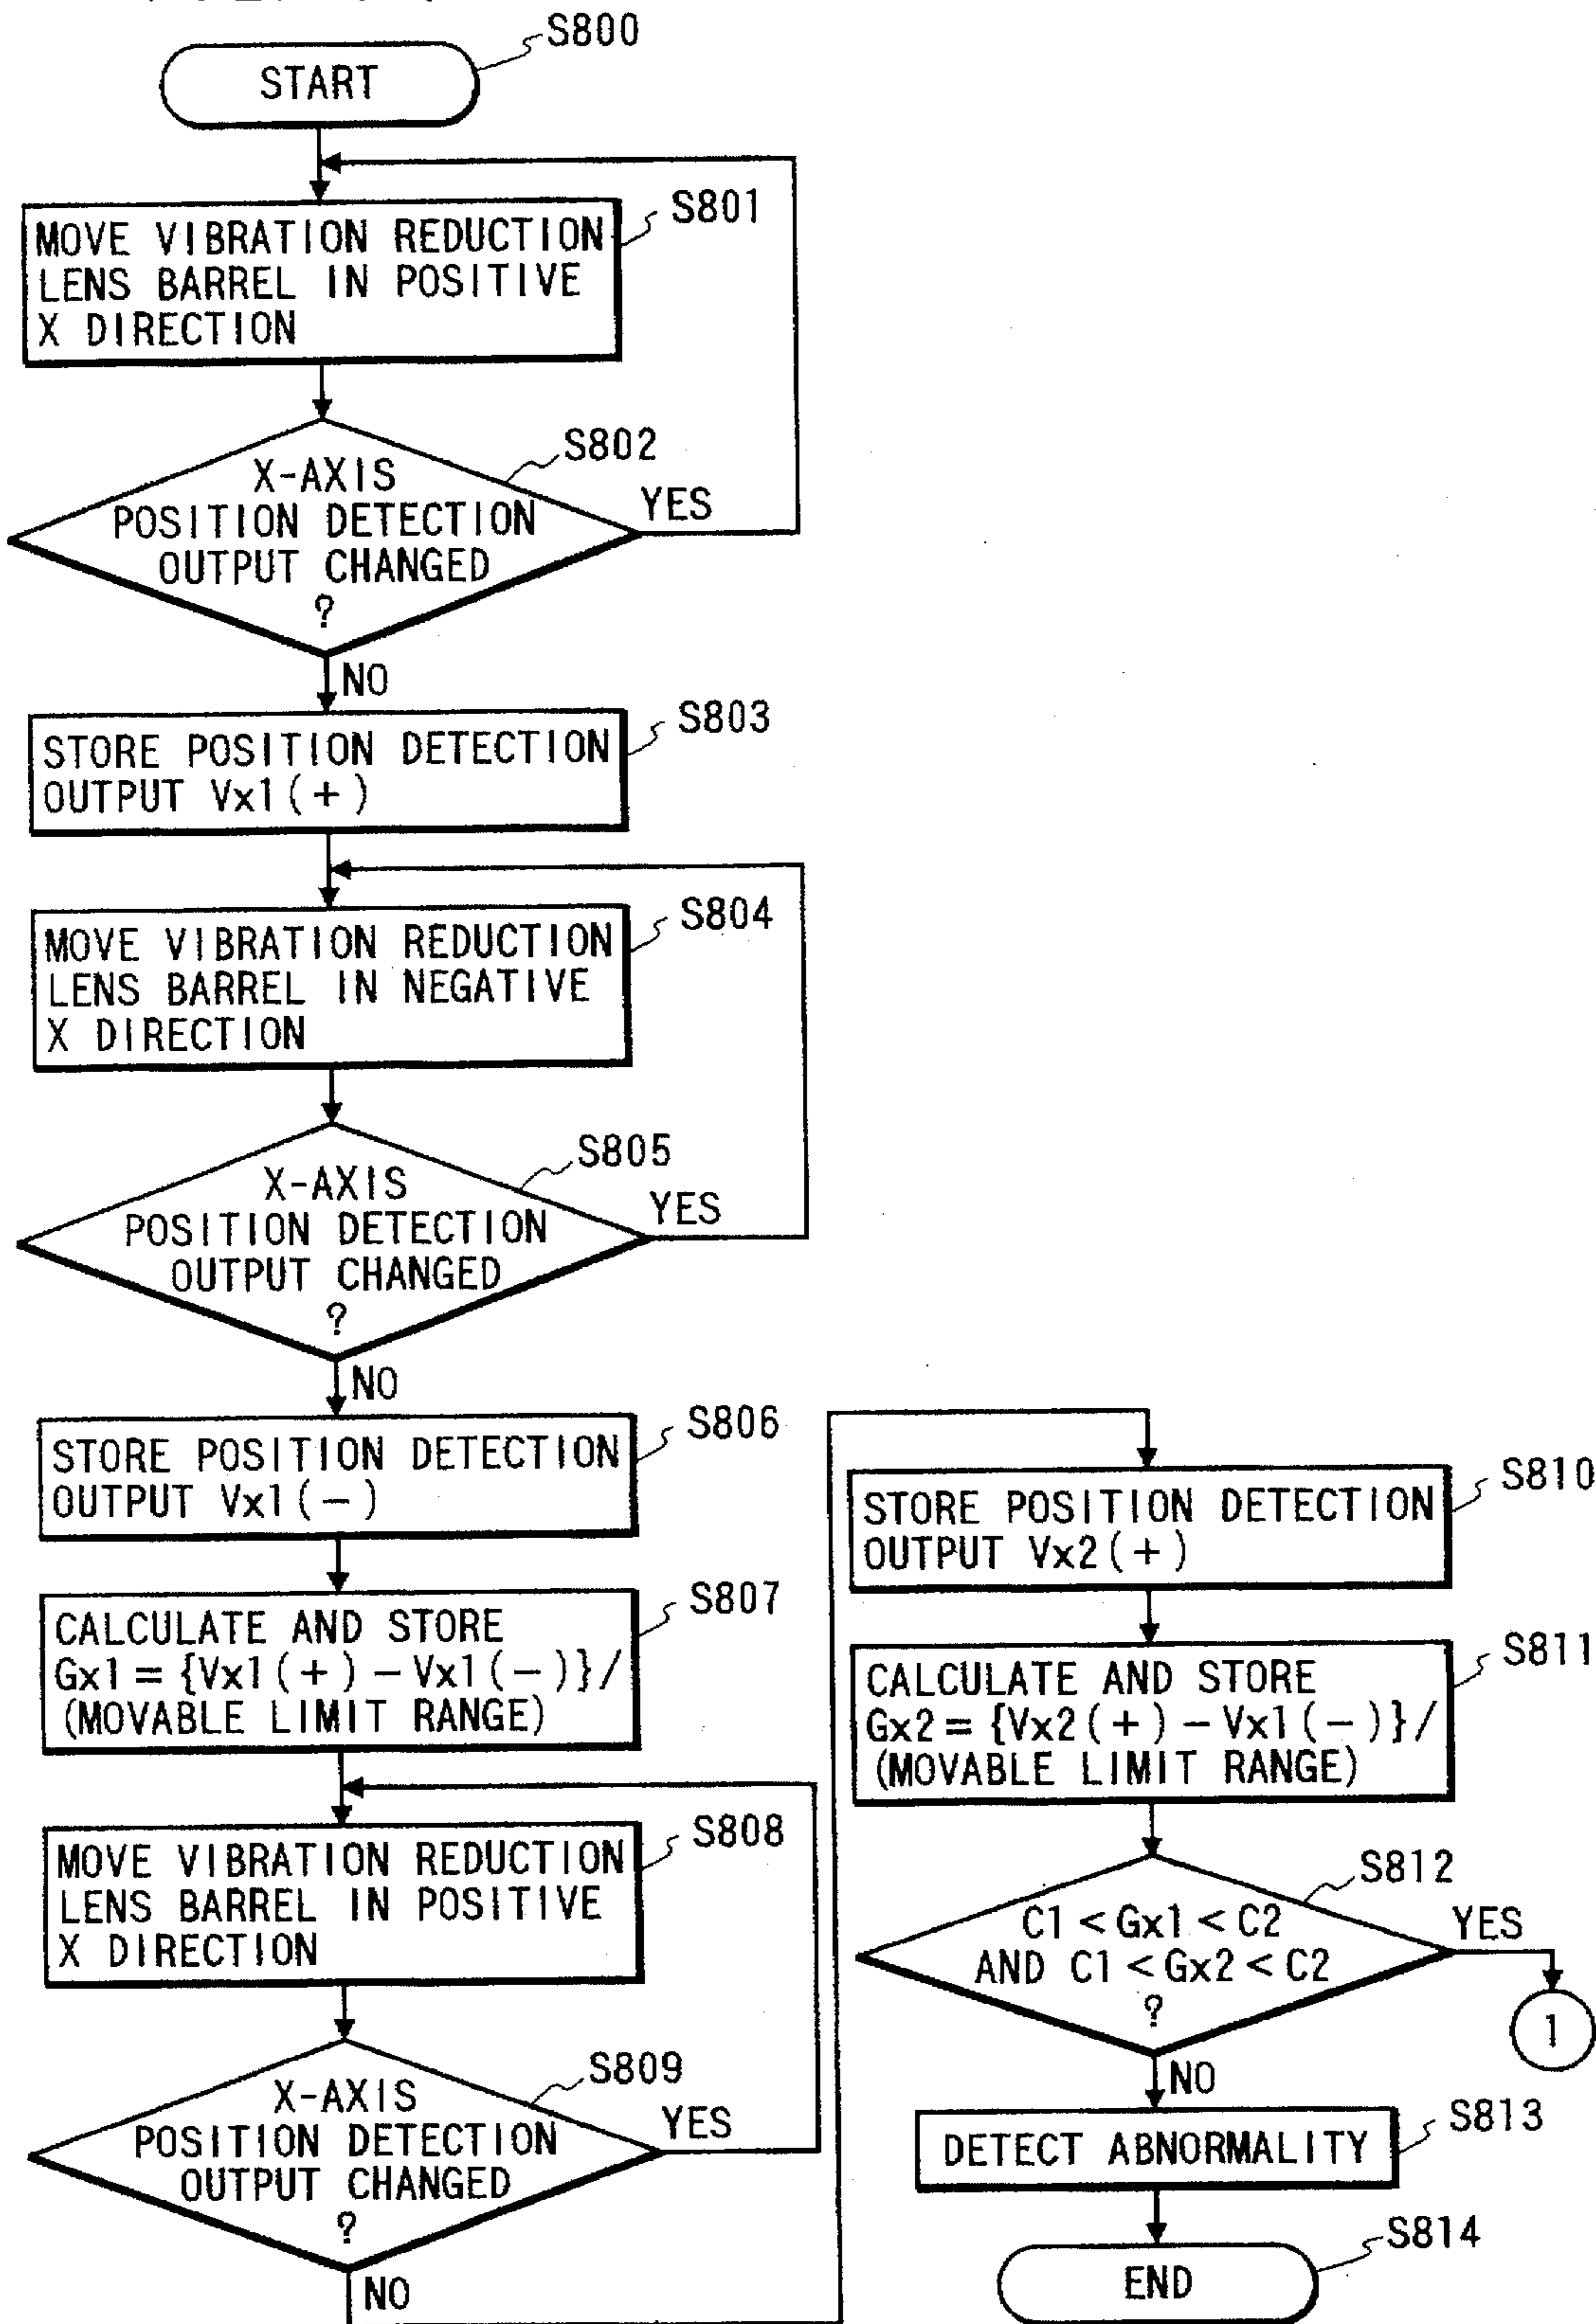 S800
START
S801
MOVE VIBRATION REDUCTION
LENS BARREL IN POSITIVE
X DIRECTION
S802
X-AXIS
POSITION DETECTION
OUTPUT CHANGED
?
YES
NO
S803
STORE POSITION DETECTION
OUTPUT Vx1(+)
S804
MOVE VIBRATION REDUCTION
LENS BARREL IN NEGATIVE
X DIRECTION
S805
X-AXIS
POSITION DETECTION
OUTPUT CHANGED
?
YES
NO
S806
STORE POSITION DETECTION
OUTPUT Vx1(-)
S807
CALCULATE AND STORE
Gx1={Vx1(+)-Vx1(-)}/
(MOVABLE LIMIT RANGE)
S808
MOVE VIBRATION REDUCTION
LENS BARREL IN POSITIVE
X DIRECTION
S809
X-AXIS
POSITION DETECTION
OUTPUT CHANGED
?
YES
NO
S810
STORE POSITION DETECTION
OUTPUT Vx2(+)
S811
CALCULATE AND STORE
Gx2={Vx2(+)-Vx1(-)}/
(MOVABLE LIMIT RANGE)
S812
C1<Gx1<C2
AND C1<Gx2<C2
?
YES
1
NO
S813
DETECT ABNORMALITY
S814
END